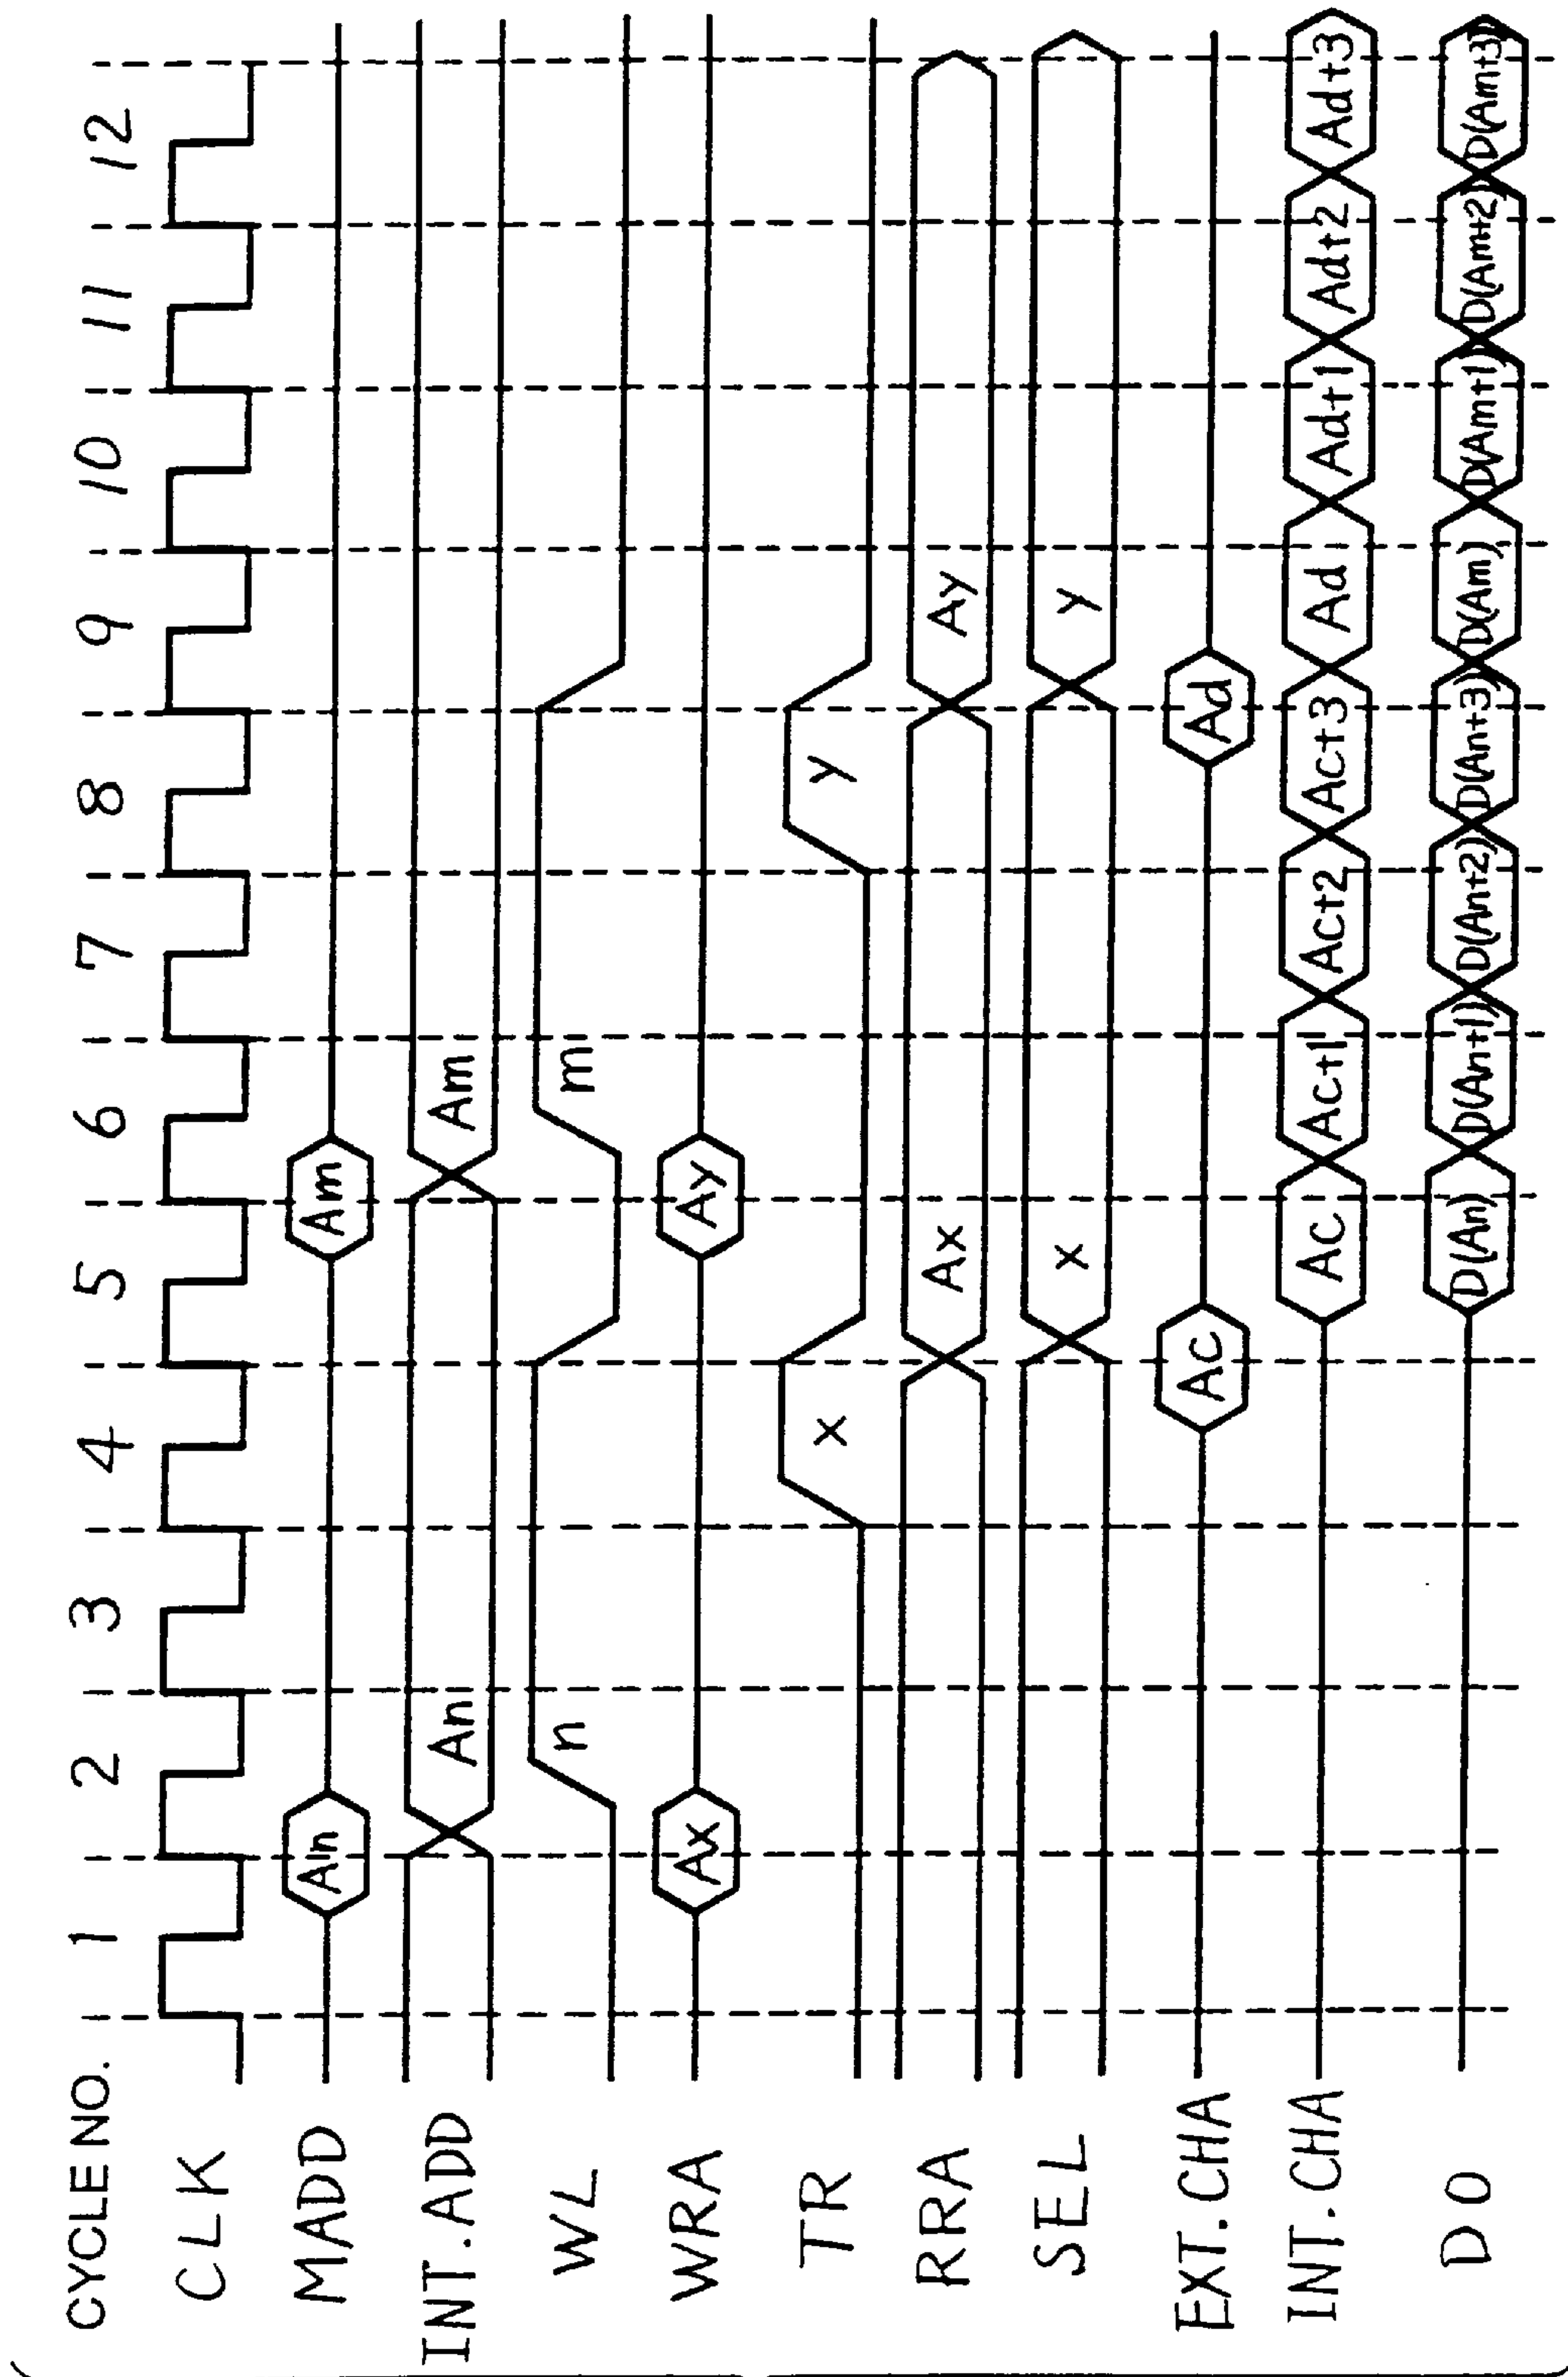 CYCLE NO. 1 2 3 4 5 6 7 8 9 10 11 12
CLK
MADD An Am
INT.ADD An Am
WL n m
WRA Ax Ay
TR x y
RRA Ax Ay
SEL x y
EXT.CHA Ac Ad
INT.CHA Ac Ac+1 Ac+2 Ac+3 Ad Ad+1 Ad+2 Ad+3
DO D(An) D(An+1) D(An+2) D(An+3) D(Am) D(Am+1) D(Am+2) D(Am+3)